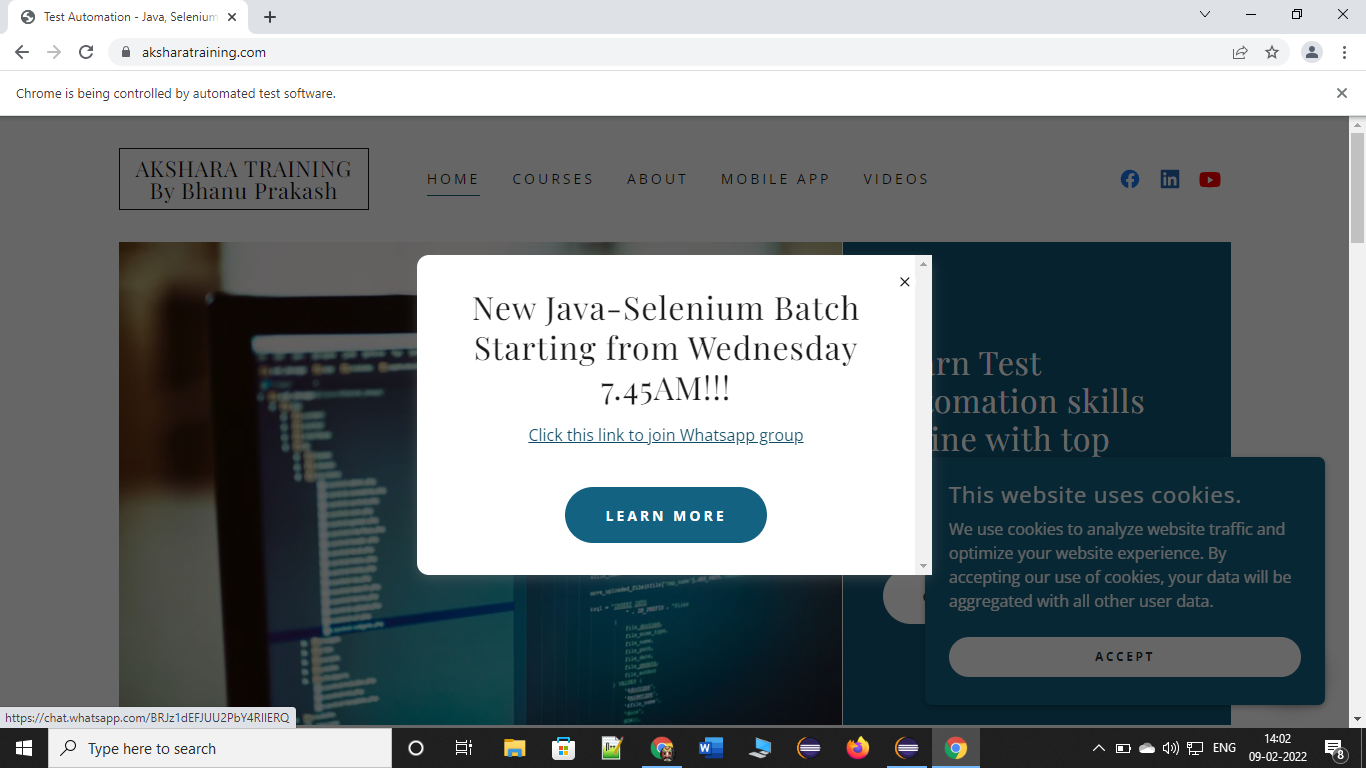 Test Automation - Java, Selenium
aksharatraining.com
Chrome is being controlled by automated test software.
AKSHARA TRAINING
By Bhanu Prakash
HOME COURSES ABOUT MOBILE APP VIDEOS
New Java-Selenium Batch
Starting from Wednesday
7.45AM!!!
Click this link to join Whatsapp group
LEARN MORE
rn Test
omation skills
ine with top
This website uses cookies.
We use cookies to analyze website traffic and
optimize your website experience. By
accepting our use of cookies, your data will be
aggregated with all other user data.
ACCEPT
https://chat.whatsapp.com/BRJz1dEFJUU2PbY4RIIERQ
Type here to search
ENG
14:02
09-02-2022
8